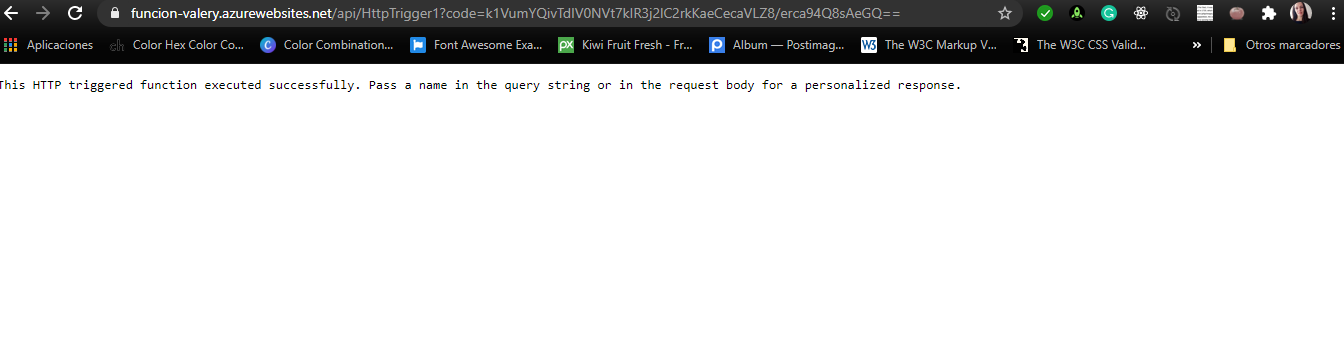 funcion-valery.azurewebsites.net/api/HttpTrigger1?code=k1VumYQivTdIV0NVt7kIR3j2IC2rkKaeCecaVLZ8/erca94Q8sAeGQ==
Aplicaciones Color Hex Color Co... Color Combination... Font Awesome Exa... Kiwi Fruit Fresh - Fr... Album — Postimag... The W3C Markup V... The W3C CSS Valid... » Otros marcadores
This HTTP triggered function executed successfully. Pass a name in the query string or in the request body for a personalized response.